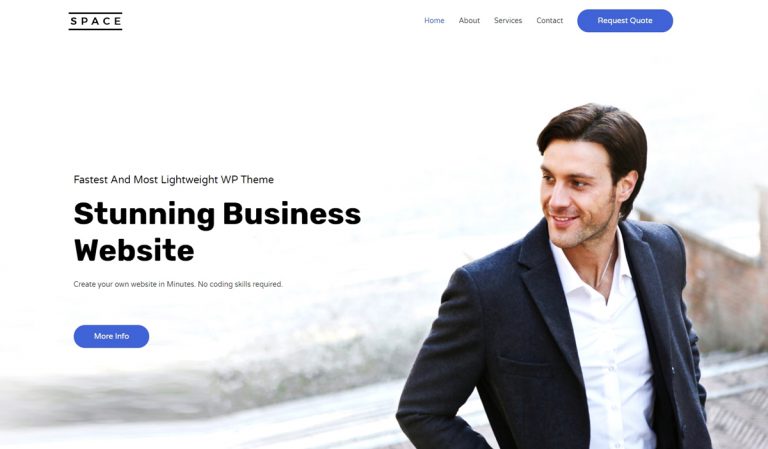 SPACE
Home About Services Contact Request Quote
Fastest And Most Lightweight WP Theme
Stunning Business
Website
Create your own website in Minutes. No coding skills required.
More Info